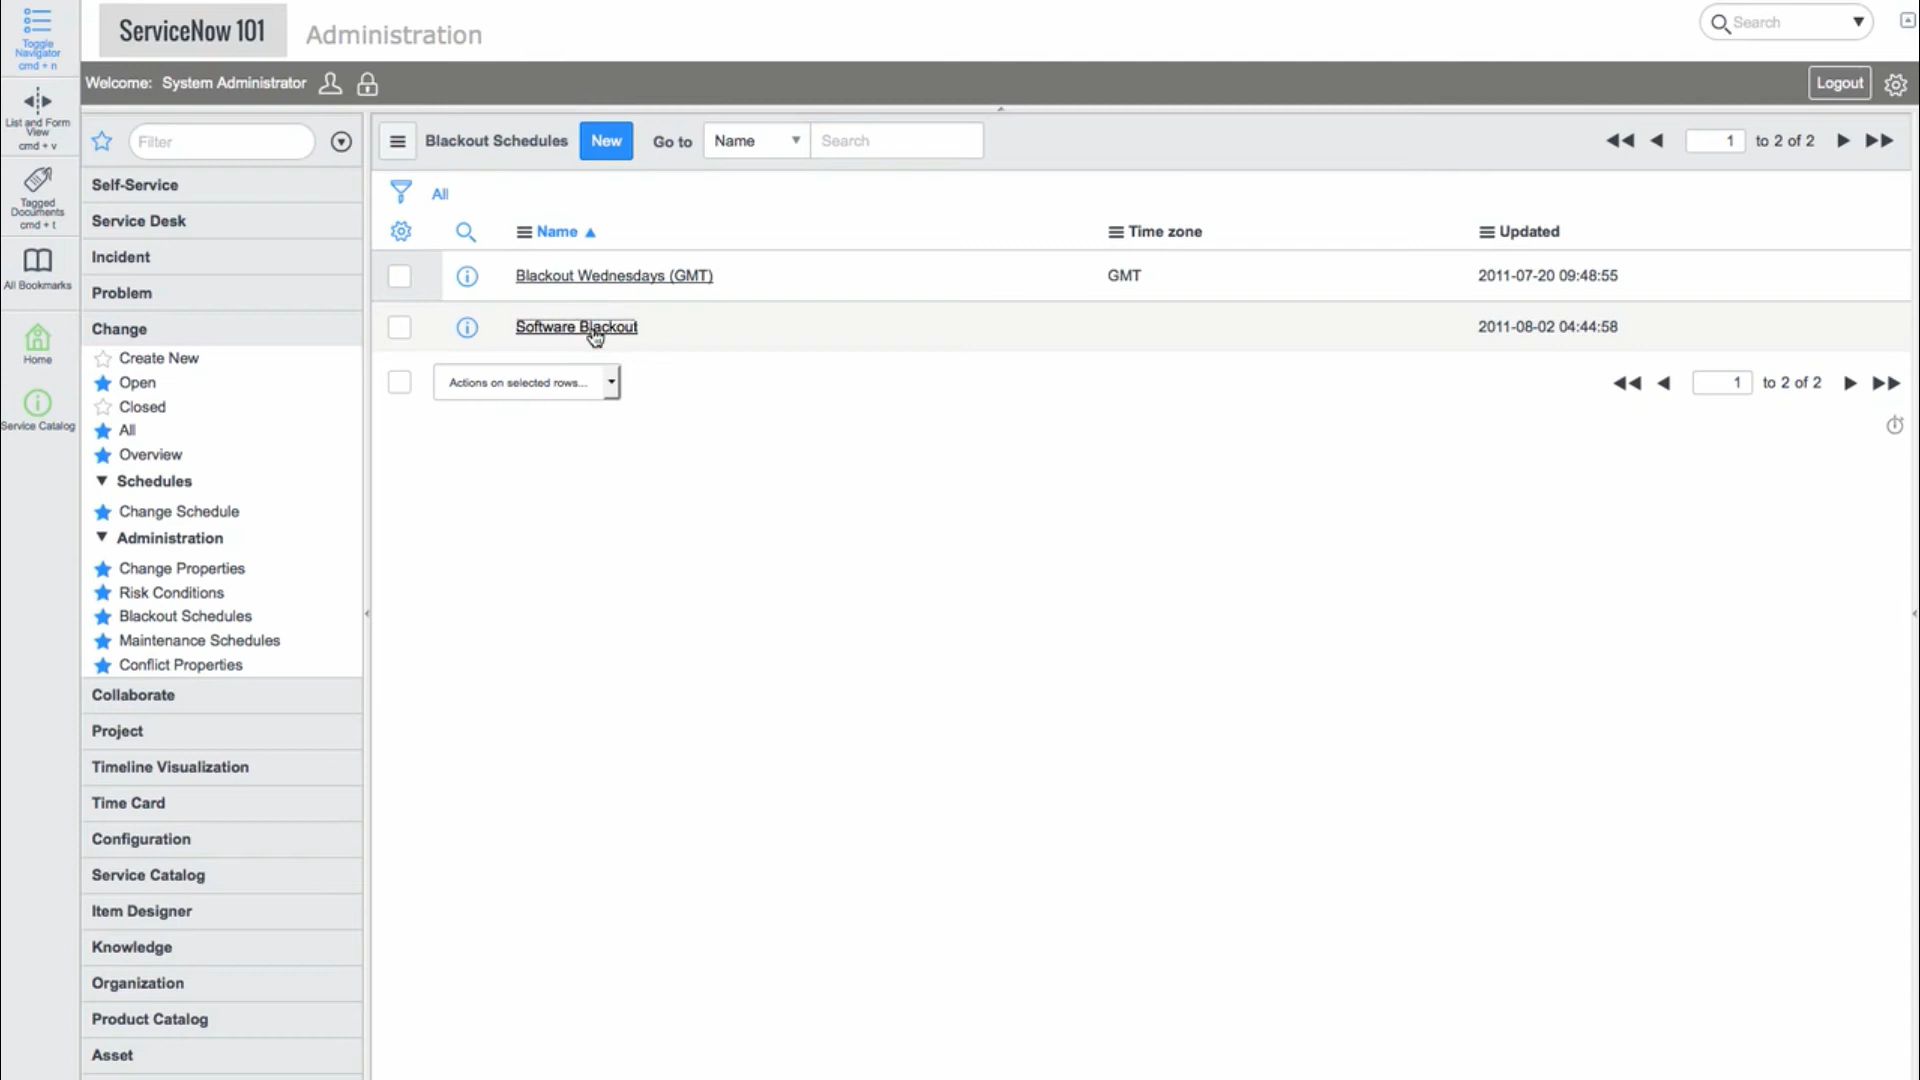 Toggle
Navigator
cmd + n
List and Form
View
cmd + v
Tagged
Documents
cmd + t
All Bookmarks
Home
Service Catalog
ServiceNow 101
Administration
Search
Welcome: System Administrator
Logout
Filter
Self-Service
Service Desk
Incident
Problem
Change
Create New
Open
Closed
All
Overview
Schedules
Change Schedule
Administration
Change Properties
Risk Conditions
Blackout Schedules
Maintenance Schedules
Conflict Properties
Collaborate
Project
Timeline Visualization
Time Card
Configuration
Service Catalog
Item Designer
Knowledge
Organization
Product Catalog
Asset
Blackout Schedules New Go to Name Search 1 to 2 of 2
All
Name Time zone Updated
Blackout Wednesdays (GMT) GMT 2011-07-20 09:48:55
Software Blackout 2011-08-02 04:44:58
Actions on selected rows... 1 to 2 of 2